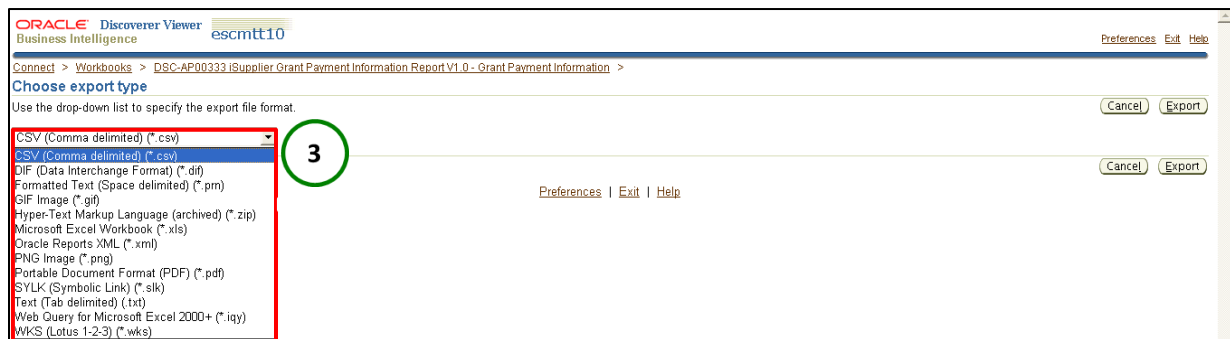 ORACLE Discoverer Viewer
Business Intelligence
escmtt10
Preferences Exit Help
Connect > Workbooks > DSC-AP00333 iSupplier Grant Payment Information Report V1.0 - Grant Payment Information >
Choose export type
Use the drop-down list to specify the export file format.
Cancel Export
CSV (Comma delimited) (*.csv)
3
CSV (Comma delimited) (*.csv)
DIF (Data Interchange Format) (*.dif)
Formatted Text (Space delimited) (*.prn)
GIF Image (*.gif)
Hyper-Text Markup Language (archived) (*.zip)
Microsoft Excel Workbook (*.xls)
Oracle Reports XML (*.xml)
PNG Image (*.png)
Portable Document Format (PDF) (*.pdf)
SYLK (Symbolic Link) (*.slk)
Text (Tab delimited) (.txt)
Web Query for Microsoft Excel 2000+ (*.iqy)
WKS (Lotus 1-2-3) (*.wks)
Cancel Export
Preferences | Exit | Help